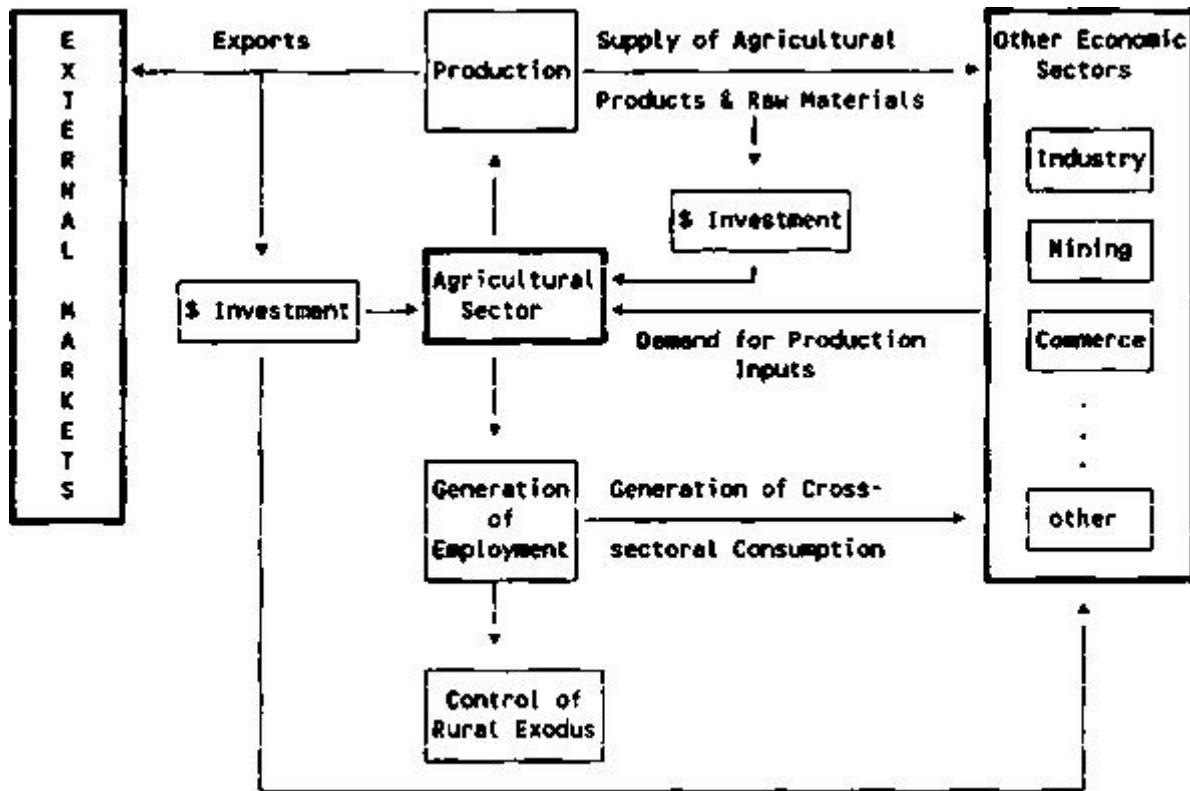 EXTERNAL MARKETS
Exports
Production
Supply of Agricultural
Products & Raw Materials
Other Economic
Sectors
Industry
Mining
Commerce
other
$ Investment
$ Investment
Agricultural
Sector
Demand for Production
Inputs
Generation
of
Employment
Generation of Cross-
sectoral Consumption
Control of
Rural Exodus